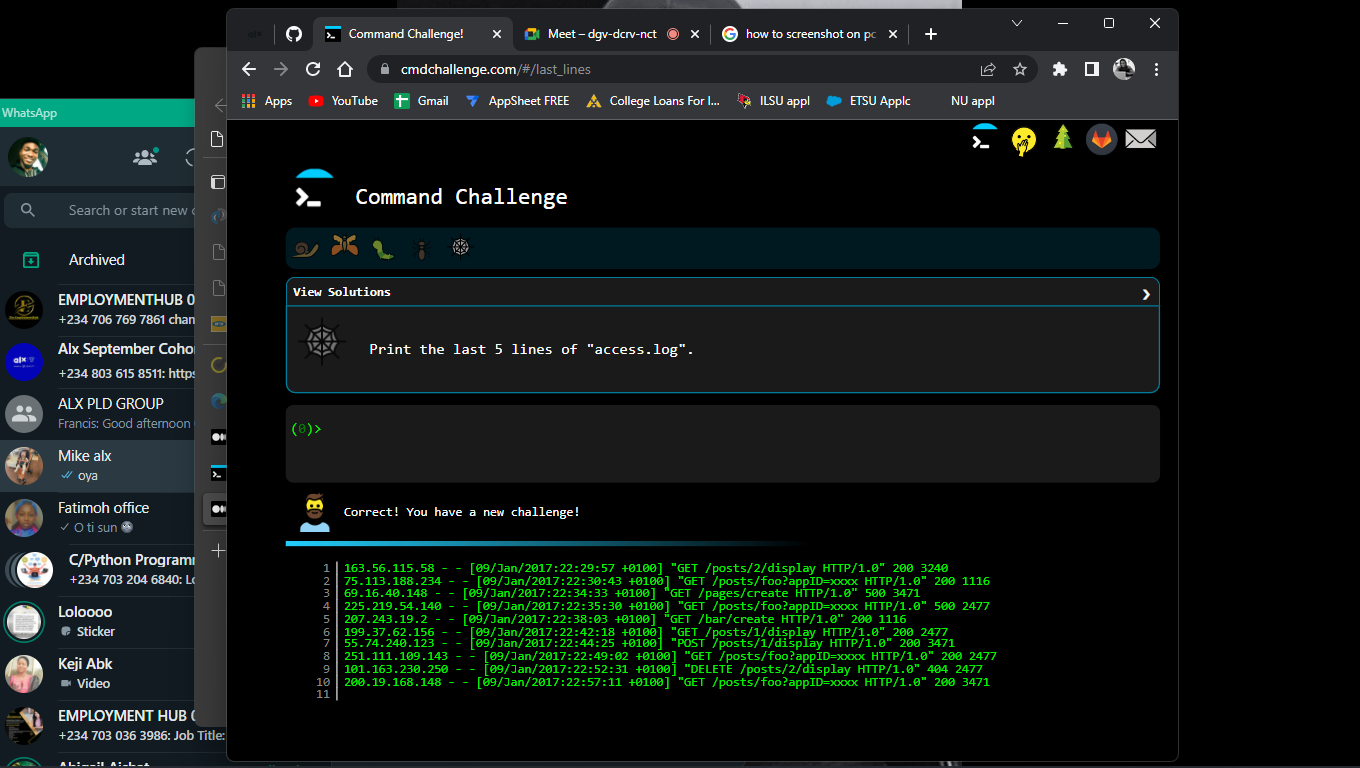 Command Challenge!
Meet – dgv-dcrv-nct
how to screenshot on pc
cmdchallenge.com/#/last_lines
Apps
YouTube
Gmail
AppSheet FREE
College Loans For I...
ILSU appl
ETSU Applc
NU appl
WhatsApp
Search or start new c
Archived
EMPLOYMENTHUB 0
+234 706 769 7861 chan
Alx September Coho
+234 803 615 8511: https
ALX PLD GROUP
Francis: Good afternoon
Mike alx
oya
Fatimoh office
O ti sun
C/Python Programm
+234 703 204 6840: Lo
Loloooo
Sticker
Keji Abk
Video
EMPLOYMENT HUB
+234 703 036 3986: Job Title:
Command Challenge
View Solutions
Print the last 5 lines of "access.log".
(0)>
Correct! You have a new challenge!
1 163.56.115.58 - - [09/Jan/2017:22:29:57 +0100] "GET /posts/2/display HTTP/1.0" 200 3240
2 75.113.188.234 - - [09/Jan/2017:22:30:43 +0100] "GET /posts/foo?appID=xxxx HTTP/1.0" 200 1116
3 69.16.40.148 - - [09/Jan/2017:22:34:33 +0100] "GET /pages/create HTTP/1.0" 500 3471
4 225.219.54.140 - - [09/Jan/2017:22:35:30 +0100] "GET /posts/foo?appID=xxxx HTTP/1.0" 500 2477
5 207.243.19.2 - - [09/Jan/2017:22:38:03 +0100] "GET /bar/create HTTP/1.0" 200 1116
6 199.37.62.156 - - [09/Jan/2017:22:42:18 +0100] "GET /posts/1/display HTTP/1.0" 200 2477
7 55.74.240.123 - - [09/Jan/2017:22:44:25 +0100] "POST /posts/1/display HTTP/1.0" 200 3471
8 251.111.109.143 - - [09/Jan/2017:22:49:02 +0100] "GET /posts/foo?appID=xxxx HTTP/1.0" 200 2477
9 101.163.230.250 - - [09/Jan/2017:22:52:31 +0100] "DELETE /posts/2/display HTTP/1.0" 404 2477
10 200.19.168.148 - - [09/Jan/2017:22:57:11 +0100] "GET /posts/foo?appID=xxxx HTTP/1.0" 200 3471
11